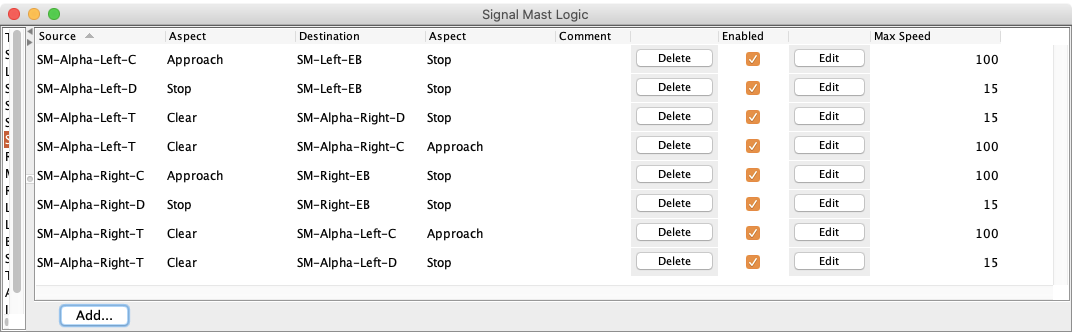 Signal Mast Logic
Source Aspect Destination Aspect Comment Enabled Max Speed
SM-Alpha-Left-C Approach SM-Left-EB Stop Delete Edit 100
SM-Alpha-Left-D Stop SM-Left-EB Stop Delete Edit 15
SM-Alpha-Left-T Clear SM-Alpha-Right-D Stop Delete Edit 15
SM-Alpha-Left-T Clear SM-Alpha-Right-C Approach Delete Edit 100
SM-Alpha-Right-C Approach SM-Right-EB Stop Delete Edit 100
SM-Alpha-Right-D Stop SM-Right-EB Stop Delete Edit 15
SM-Alpha-Right-T Clear SM-Alpha-Left-C Approach Delete Edit 100
SM-Alpha-Right-T Clear SM-Alpha-Left-D Stop Delete Edit 15
Add...